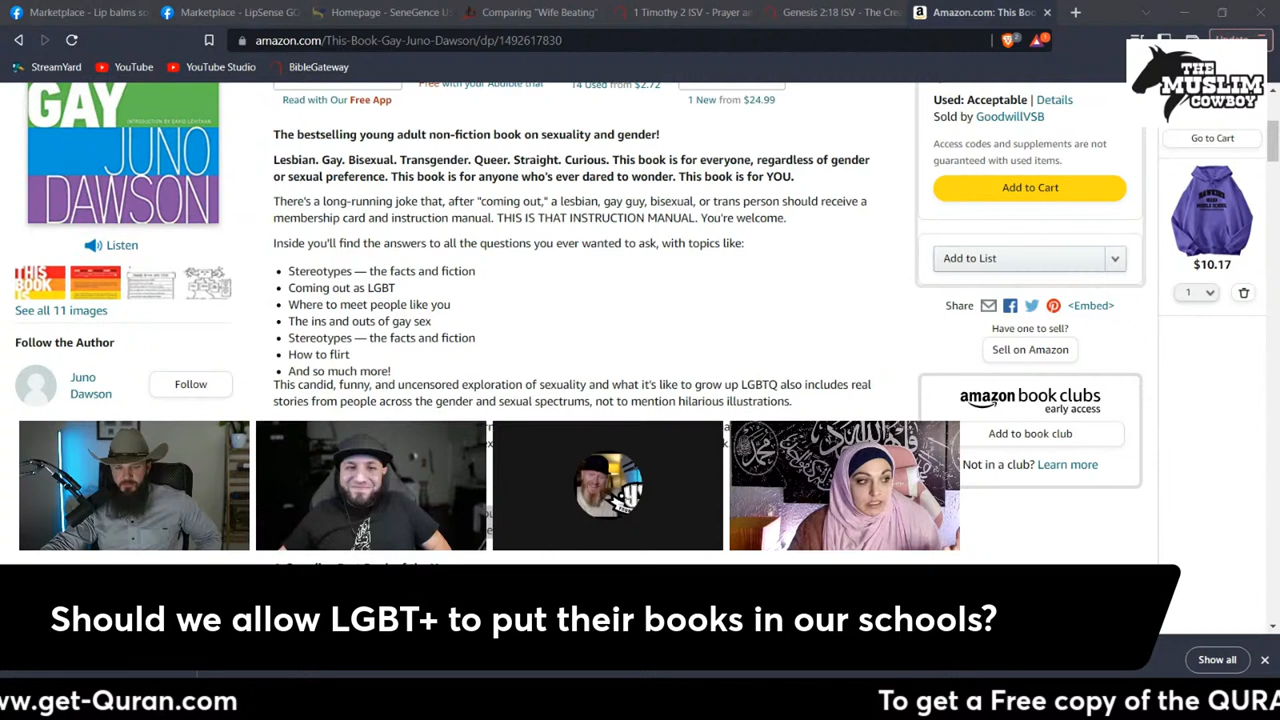 Marketplace - Lip balms so
Marketplace - LipSense GO
Homepage - SeneGence U
Comparing "Wife Beating"
1 Timothy 2 ISV - Prayer an
Genesis 2:18 ISV - The Cre
Amazon.com: This Boo
Update
amazon.com/This-Book-Gay-Juno-Dawson/dp/1492617830
StreamYard
YouTube
YouTube Studio
BibleGateway
THE
MUSLIM
COWBOY
GAY
INTRODUCTION BY DAVID LEVITHAN
JUNO
DAWSON
Listen
See all 11 images
Follow the Author
Juno
Dawson
Follow
Free with your Audible trial
14 Used from $2.72
Read with Our Free App
1 New from $24.99
The bestselling young adult non-fiction book on sexuality and gender!
Lesbian. Gay. Bisexual. Transgender. Queer. Straight. Curious. This book is for everyone, regardless of gender
or sexual preference. This book is for anyone who's ever dared to wonder. This book is for YOU.
There's a long-running joke that, after "coming out," a lesbian, gay guy, bisexual, or trans person should receive a
membership card and instruction manual. THIS IS THAT INSTRUCTION MANUAL. You're welcome.
Inside you'll find the answers to all the questions you ever wanted to ask, with topics like:
• Stereotypes — the facts and fiction
• Coming out as LGBT
• Where to meet people like you
• The ins and outs of gay sex
• Stereotypes — the facts and fiction
• How to flirt
• And so much more!
This candid, funny, and uncensored exploration of sexuality and what it's like to grow up LGBTQ also includes real
stories from people across the gender and sexual spectrums, not to mention hilarious illustrations.
Used: Acceptable | Details
Sold by GoodwillVSB
Access codes and supplements are not
guaranteed with used items.
Add to Cart
Add to List
Share
<Embed>
Have one to sell?
Sell on Amazon
amazon book clubs
early access
Add to book club
Not in a club? Learn more
Go to Cart
$10.17
1
Should we allow LGBT+ to put their books in our schools?
Show all
ww.get-Quran.com
To get a Free copy of the QURA